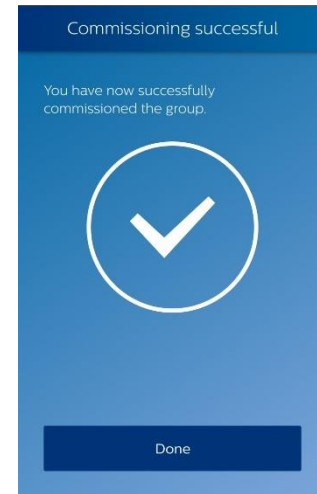 Commissioning successful
You have now successfully
commissioned the group.
Done